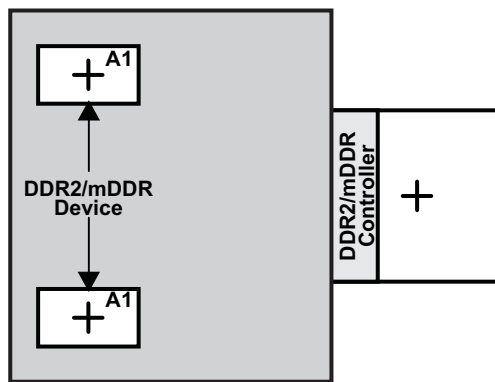 A1
DDR2/mDDR
Device
A1
DDR2/mDDR
Controller